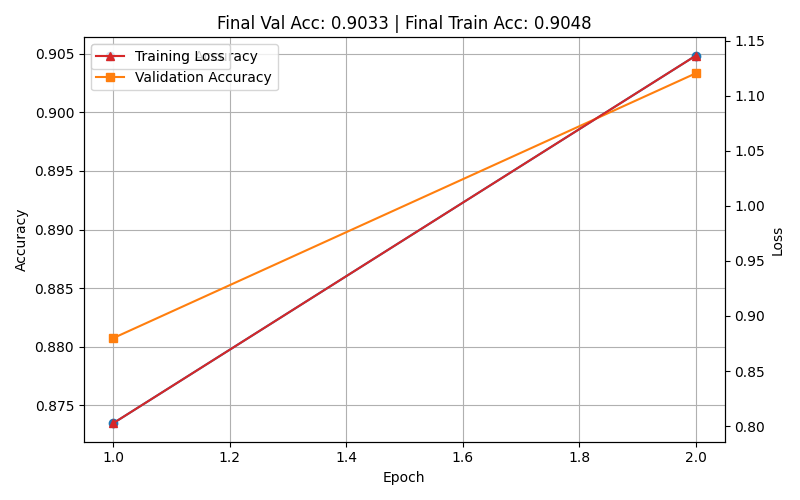 Final Val Acc: 0.9033 | Final Train Acc: 0.9048
Training Loss
Validation Accuracy
0.905
0.900
0.895
0.890
0.885
0.880
0.875
Accuracy
1.15
1.10
1.05
1.00
0.95
0.90
0.85
0.80
Loss
1.0 1.2 1.4 1.6 1.8 2.0
Epoch